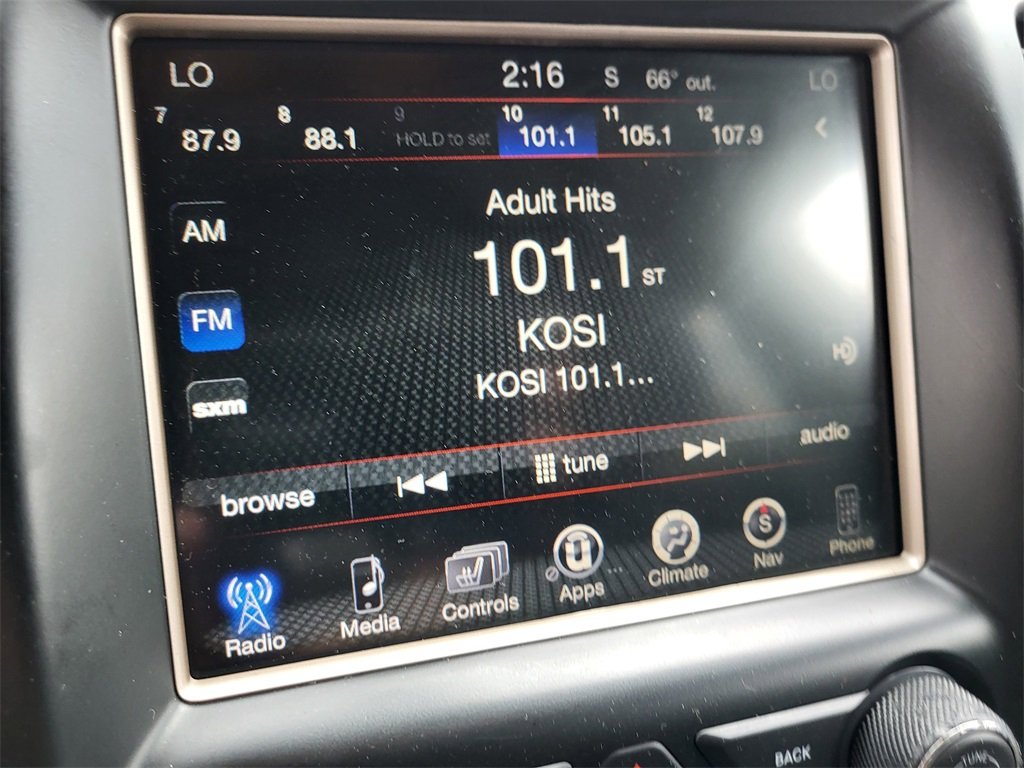 LO 2:16 S 66° out. LO
7 8 9 10 11 12
87.9 88.1 HOLD to set 101.1 105.1 107.9 <
Adult Hits
AM
101.1 ST
FM
KOSI
KOSI 101.1...
sxm
browse tune audio
Radio Media Controls Apps Climate Nav Phone
S
BACK
TUNE